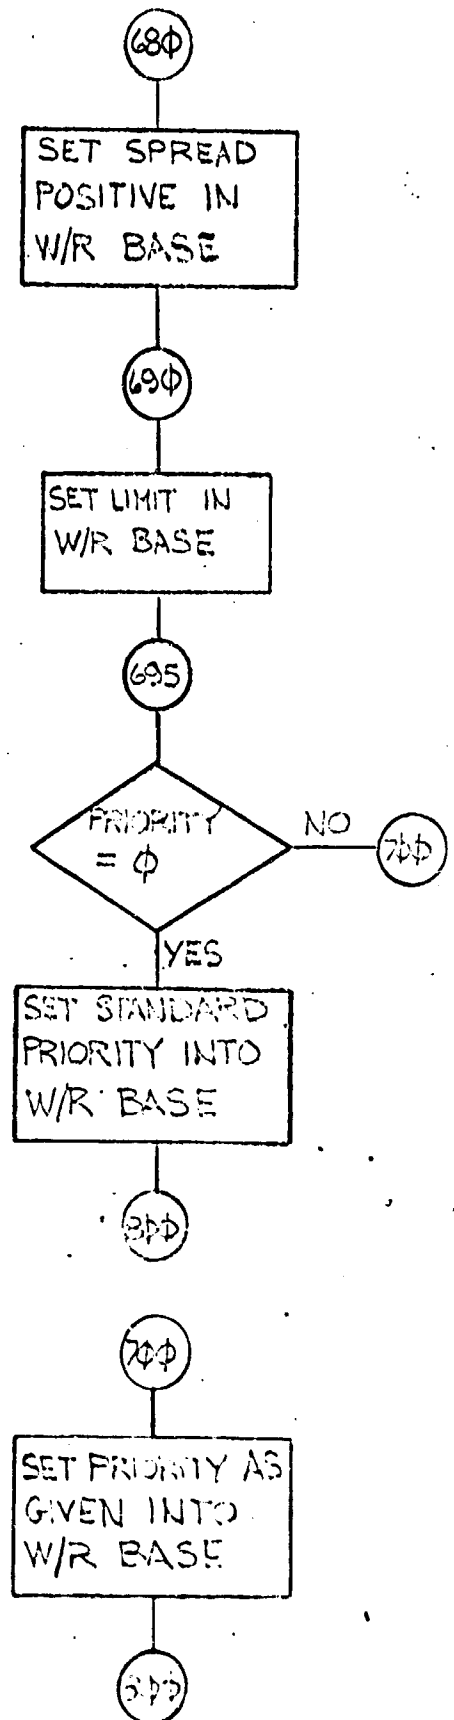 68φ
SET SPREAD
POSITIVE IN
W/R BASE
69φ
SET LIMIT IN
W/R BASE
695
PRIORITY
= φ
NO
7φφ
YES
SET STANDARD
PRIORITY INTO
W/R BASE
8φφ
7φφ
SET PRIORITY AS
GIVEN INTO
W/R BASE
8φφ